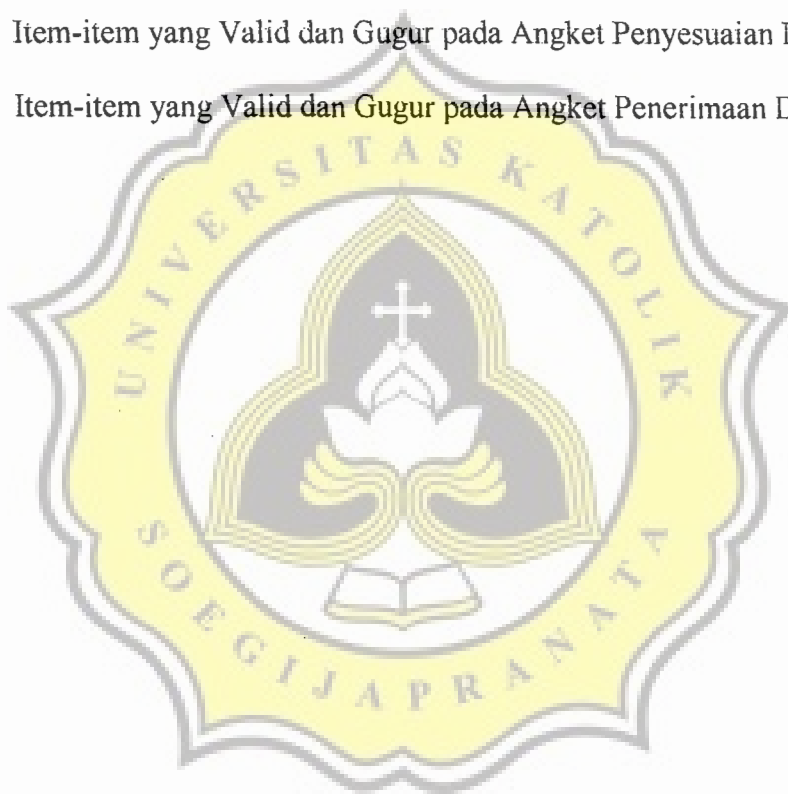 Item-item yang Valid dan Gugur pada Angket Penyesuaian
Item-item yang Valid dan Gugur pada Angket Penerimaan
UNIVERSITAS KATOLIK
SOEGIJAPRANATA